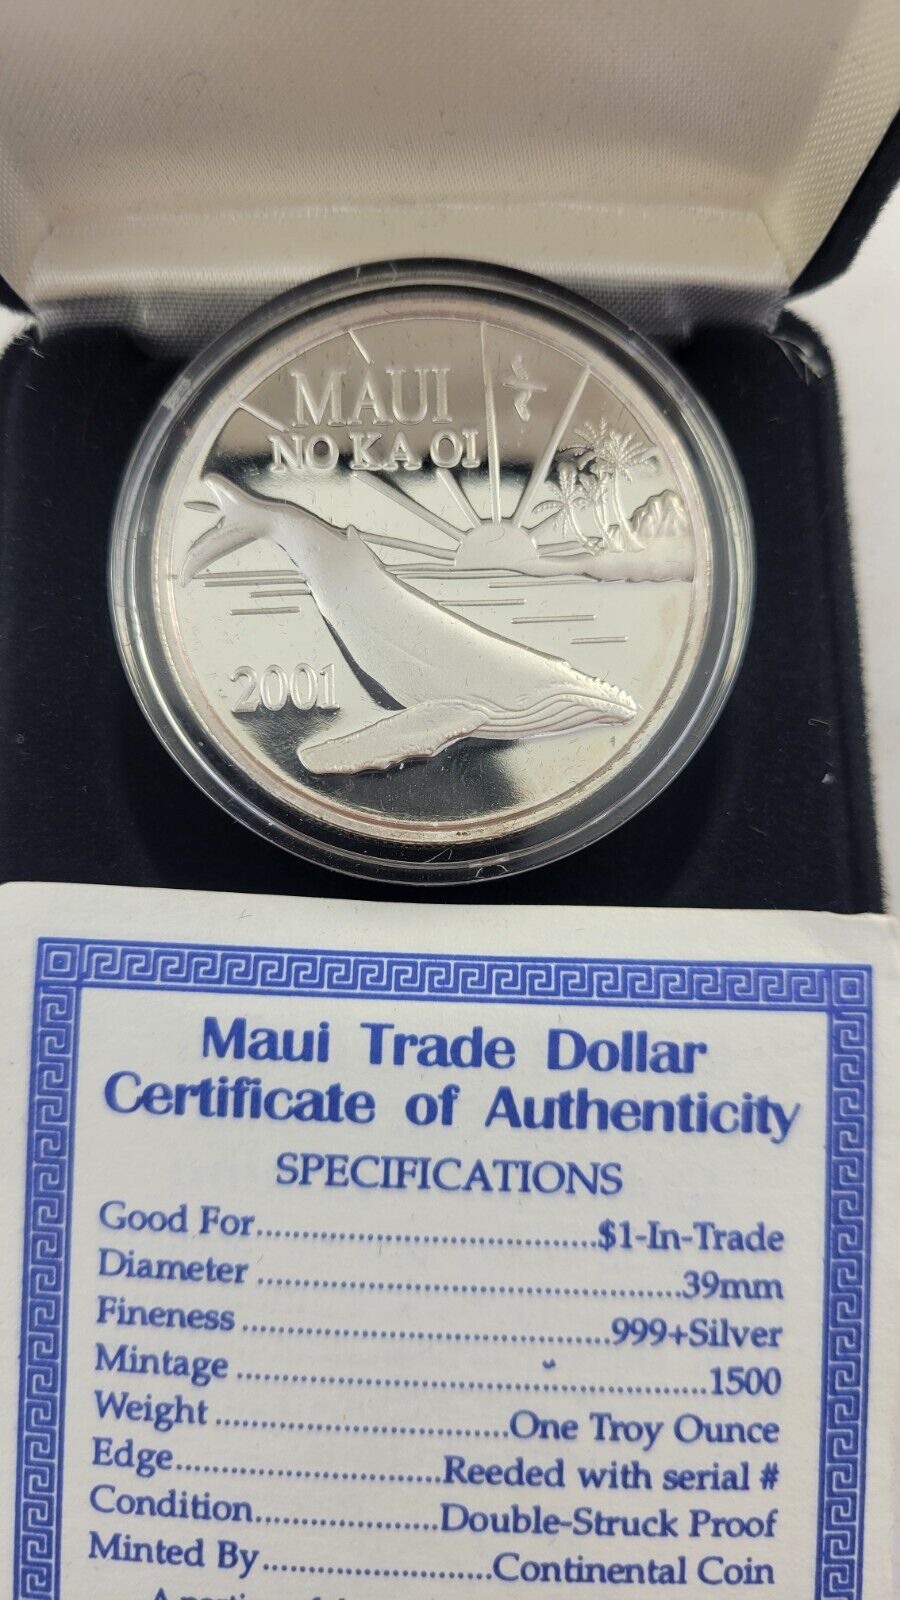 MAUI
NO KA OI
2001
Maui Trade Dollar
Certificate of Authenticity
SPECIFICATIONS
Good For......................................$1-In-Trade
Diameter ...............................................39mm
Fineness .........................................999+Silver
Mintage ....................................................1500
Weight ................................One Troy Ounce
Edge.............................Reeded with serial #
Condition....................Double-Struck Proof
Minted By.........................Continental Coin